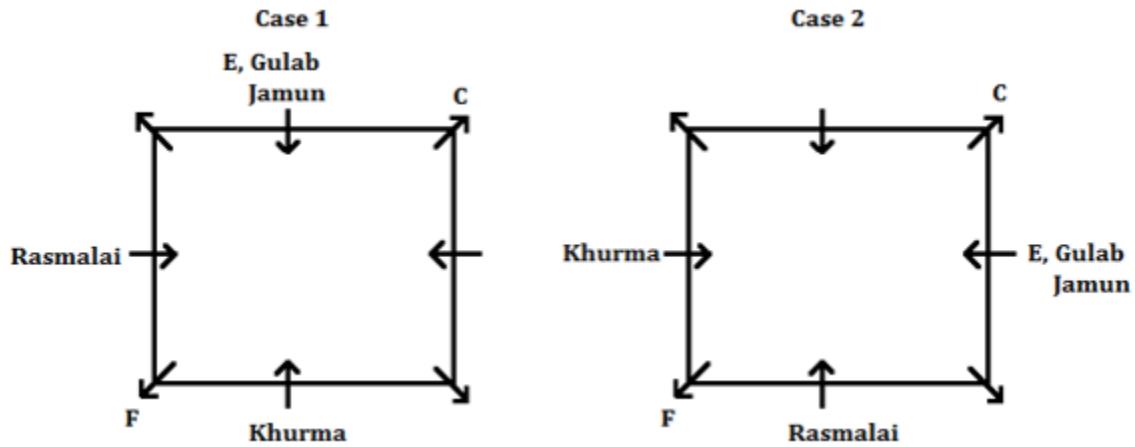 Case 1
Case 2
E, Gulab
Jamun
C
Rasmalai
F
Khurma
C
Khurma
E, Gulab
Jamun
F
Rasmalai